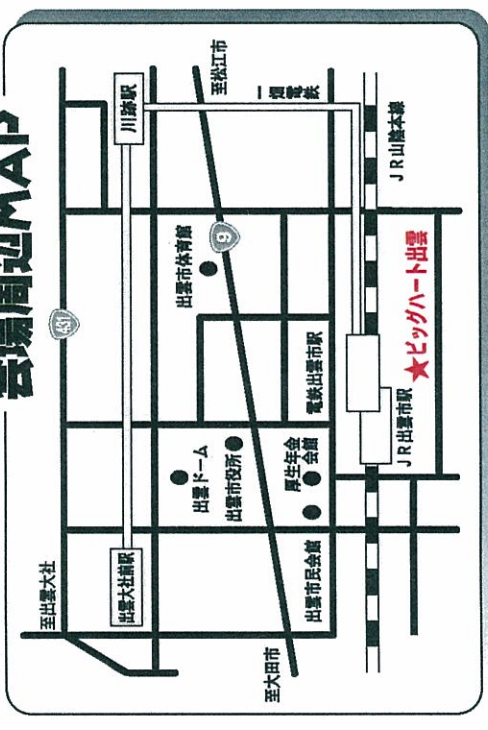 会場周辺MAP
至出雲大社
431
川跡駅
出雲大社前駅
至松江市
一畑電鉄
9
出雲市体育館
出雲ドーム
出雲市役所
厚生年金
会館
出雲市民会館
至大田市
電鉄出雲市駅
JR出雲市駅
JR山陰本線
★ビッグハート出雲